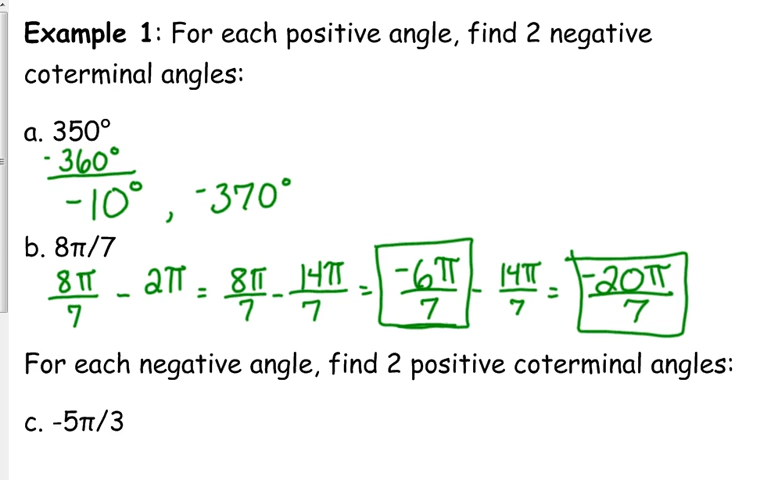 Example 1: For each positive angle, find 2 negative
coterminal angles:
a. 350°
-360°
-10° , -370°
b. 8π/7
8π/7 - 2π = 8π/7 - 14π/7 = -6π/7 - 14π/7 = -20π/7
For each negative angle, find 2 positive coterminal angles:
c. -5π/3